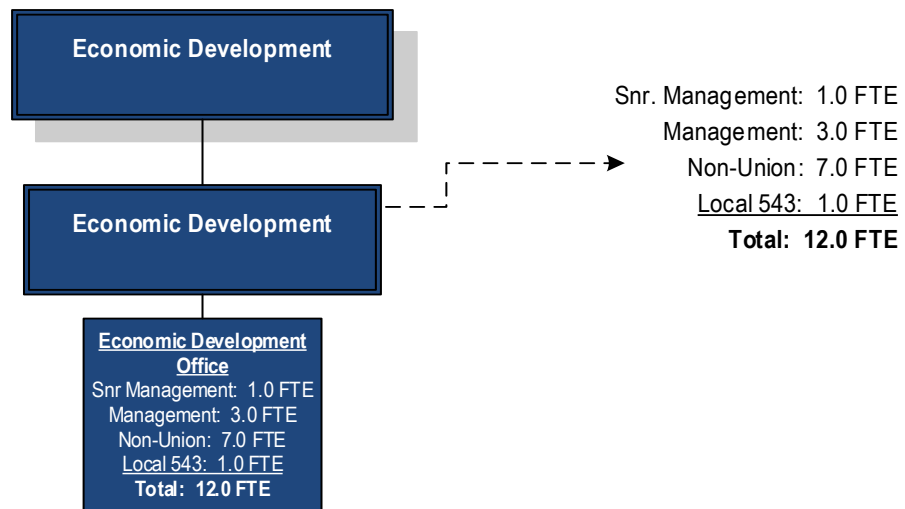 Economic Development
Economic Development
Snr. Management: 1.0 FTE
Management: 3.0 FTE
Non-Union: 7.0 FTE
Local 543: 1.0 FTE
Total: 12.0 FTE
Economic Development
Office
Snr Management: 1.0 FTE
Management: 3.0 FTE
Non-Union: 7.0 FTE
Local 543: 1.0 FTE
Total: 12.0 FTE